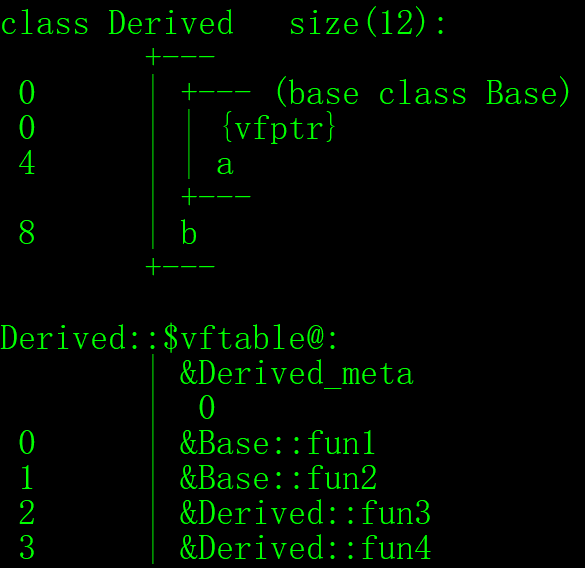 class Derived   size(12):
        +---
 0      | +--- (base class Base)
 0      | | {vfptr}
 4      | | a
        | +---
 8      | b
        +---
Derived::$vftable@:
        | &Derived_meta
        |  0
 0      | &Base::fun1
 1      | &Base::fun2
 2      | &Derived::fun3
 3      | &Derived::fun4